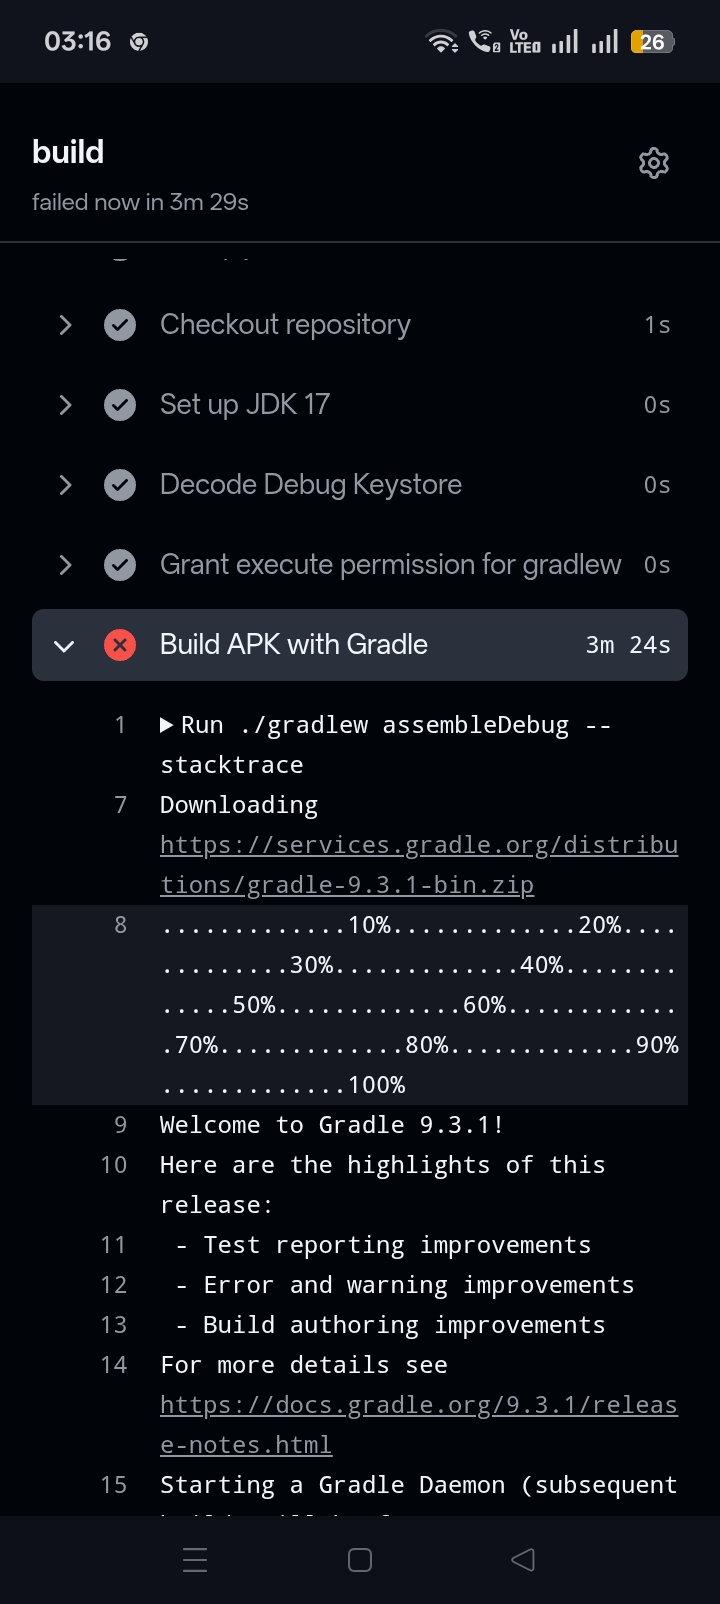 03:16
Vo
LTE
2
26
build
failed now in 3m 29s
Checkout repository 1s
Set up JDK 17 0s
Decode Debug Keystore 0s
Grant execute permission for gradlew 0s
Build APK with Gradle 3m 24s
1 Run ./gradlew assembleDebug --
stacktrace
7 Downloading
https://services.gradle.org/distribu
tions/gradle-9.3.1-bin.zip
8 .............10%.............20%....
.........30%.............40%........
.....50%.............60%............
.70%.............80%.............90%
.............100%
9 Welcome to Gradle 9.3.1!
10 Here are the highlights of this
release:
11 - Test reporting improvements
12 - Error and warning improvements
13 - Build authoring improvements
14 For more details see
https://docs.gradle.org/9.3.1/releas
e-notes.html
15 Starting a Gradle Daemon (subsequent